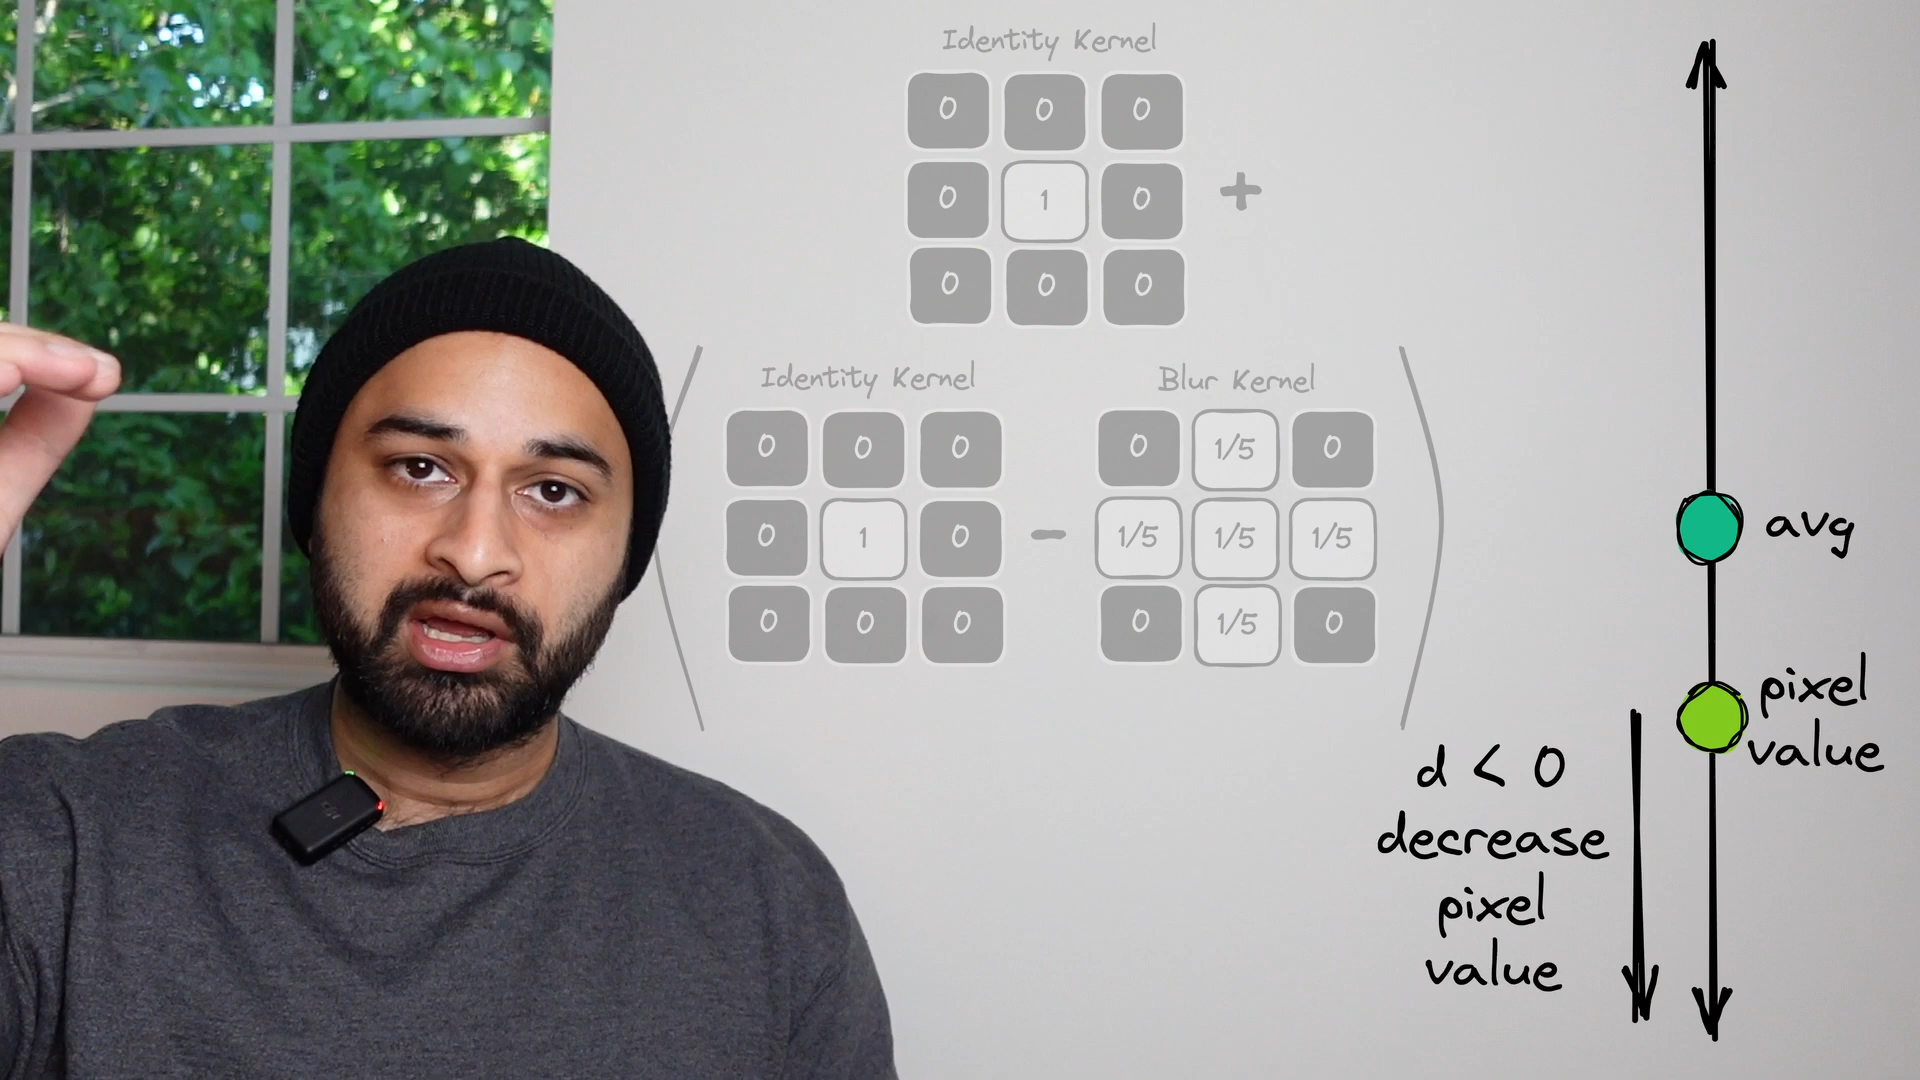 Identity Kernel
0 0 0
0 1 0 +
0 0 0
Identity Kernel
0 0 0
0 1 0
0 0 0
-
Blur Kernel
0 1/5 0
1/5 1/5 1/5
0 1/5 0
avg
pixel
value
d < 0
decrease
pixel
value